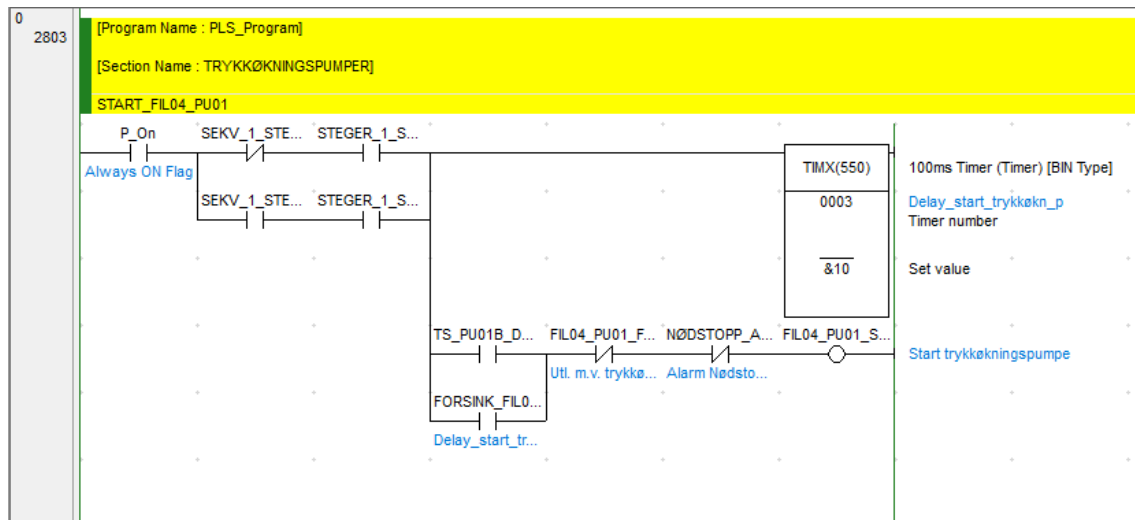 0
2803
[Program Name : PLS_Program]
[Section Name : TRYKKØKNINGSPUMPER]
START_FIL04_PU01
P_On SEKV_1_STE... STEGER_1_S...
Always ON Flag
TIMX(550) 100ms Timer (Timer) [BIN Type]
SEKV_1_STE... STEGER_1_S... 0003 Delay_start_trykkøkn_p
Timer number
&10 Set value
TS_PU01B_D... FIL04_PU01_F... NØDSTOPP_A... FIL04_PU01_S...
Start trykkøkningspumpe
Utl. m.v. trykkø... Alarm Nødsto...
FORSINK_FIL0...
Delay_start_tr...